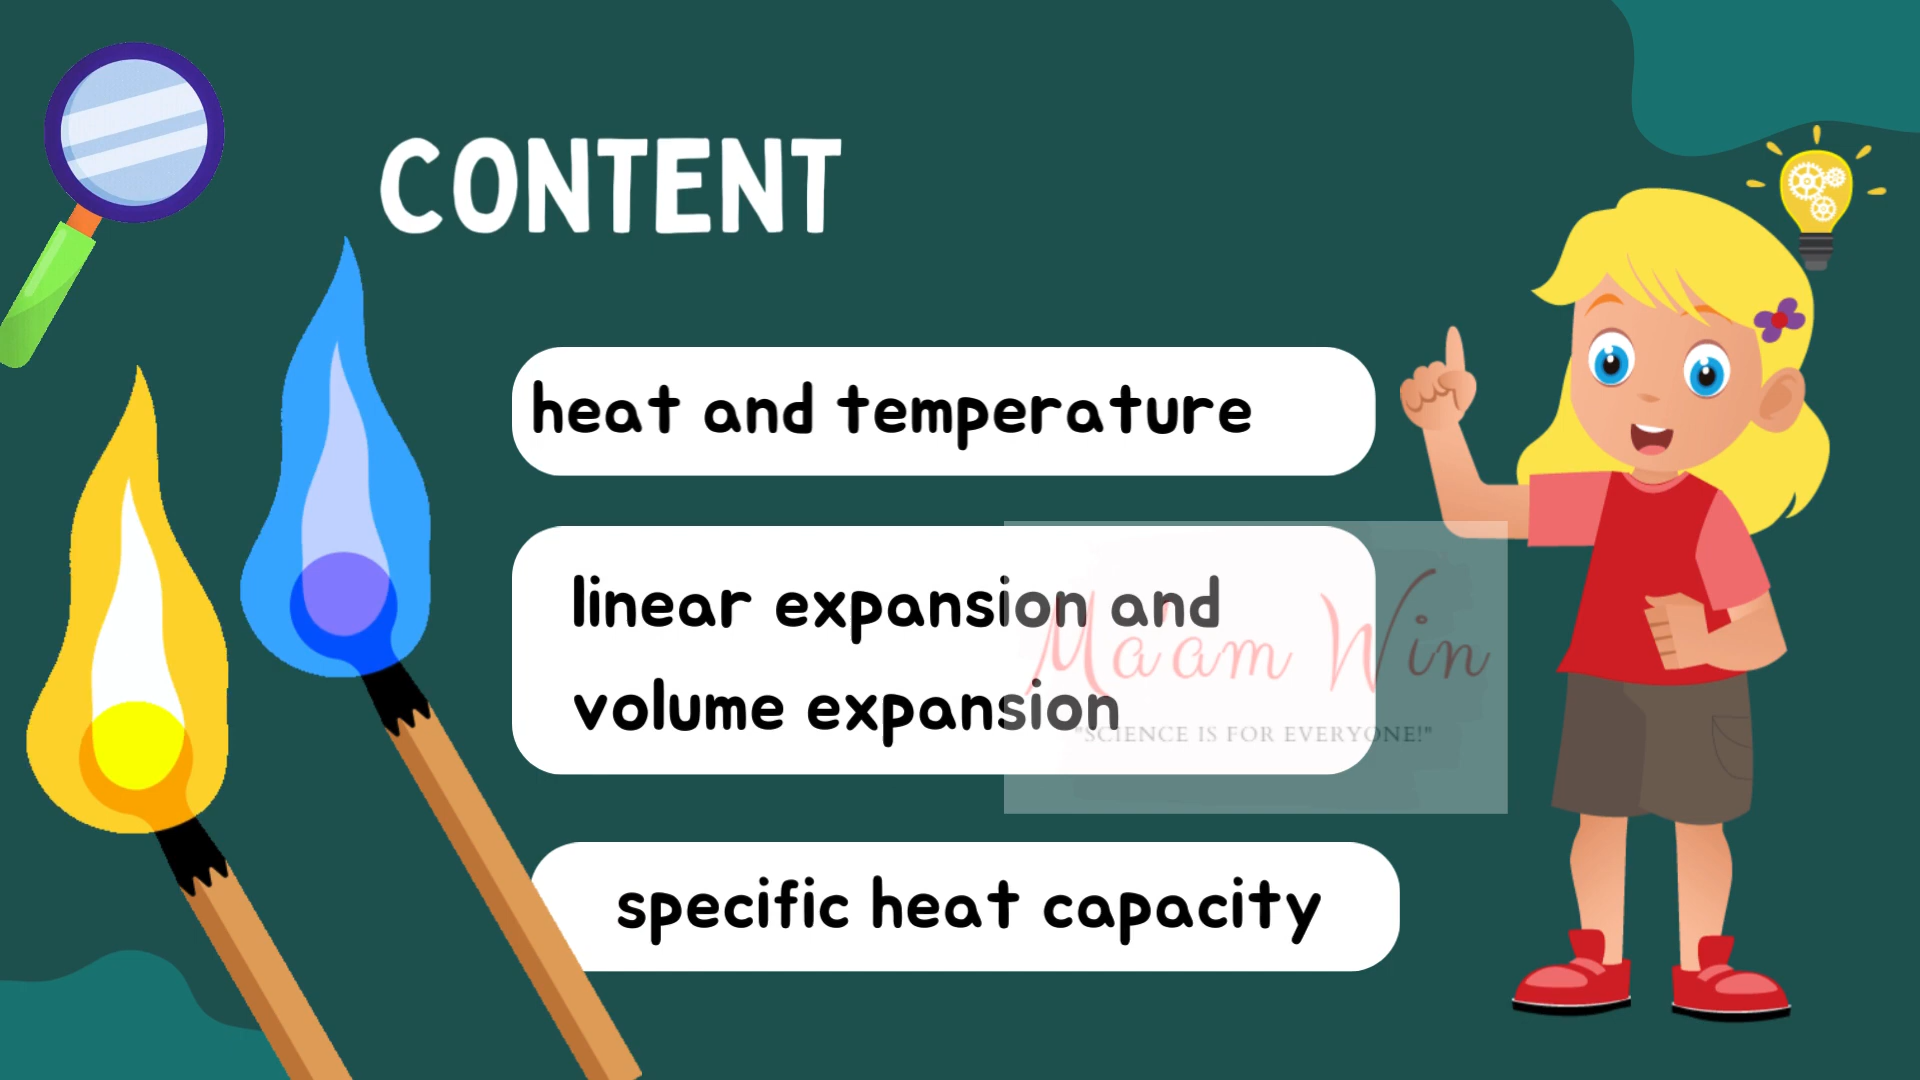 CONTENT
heat and temperature
linear expansion and
volume expansion
Ma'am Win
"SCIENCE IS FOR EVERYONE!"
specific heat capacity